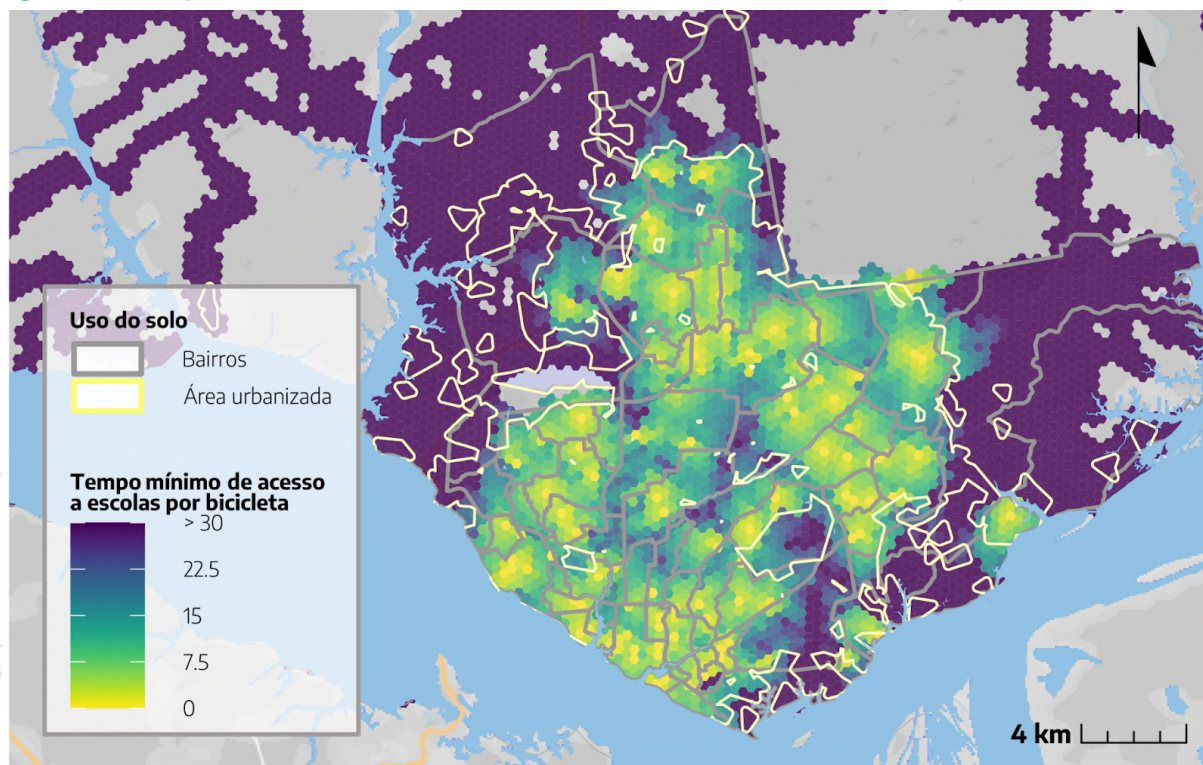 Uso do solo
Bairros
Área urbanizada
Tempo mínimo de acesso
a escolas por bicicleta
> 30
22.5
15
7.5
0
4 km